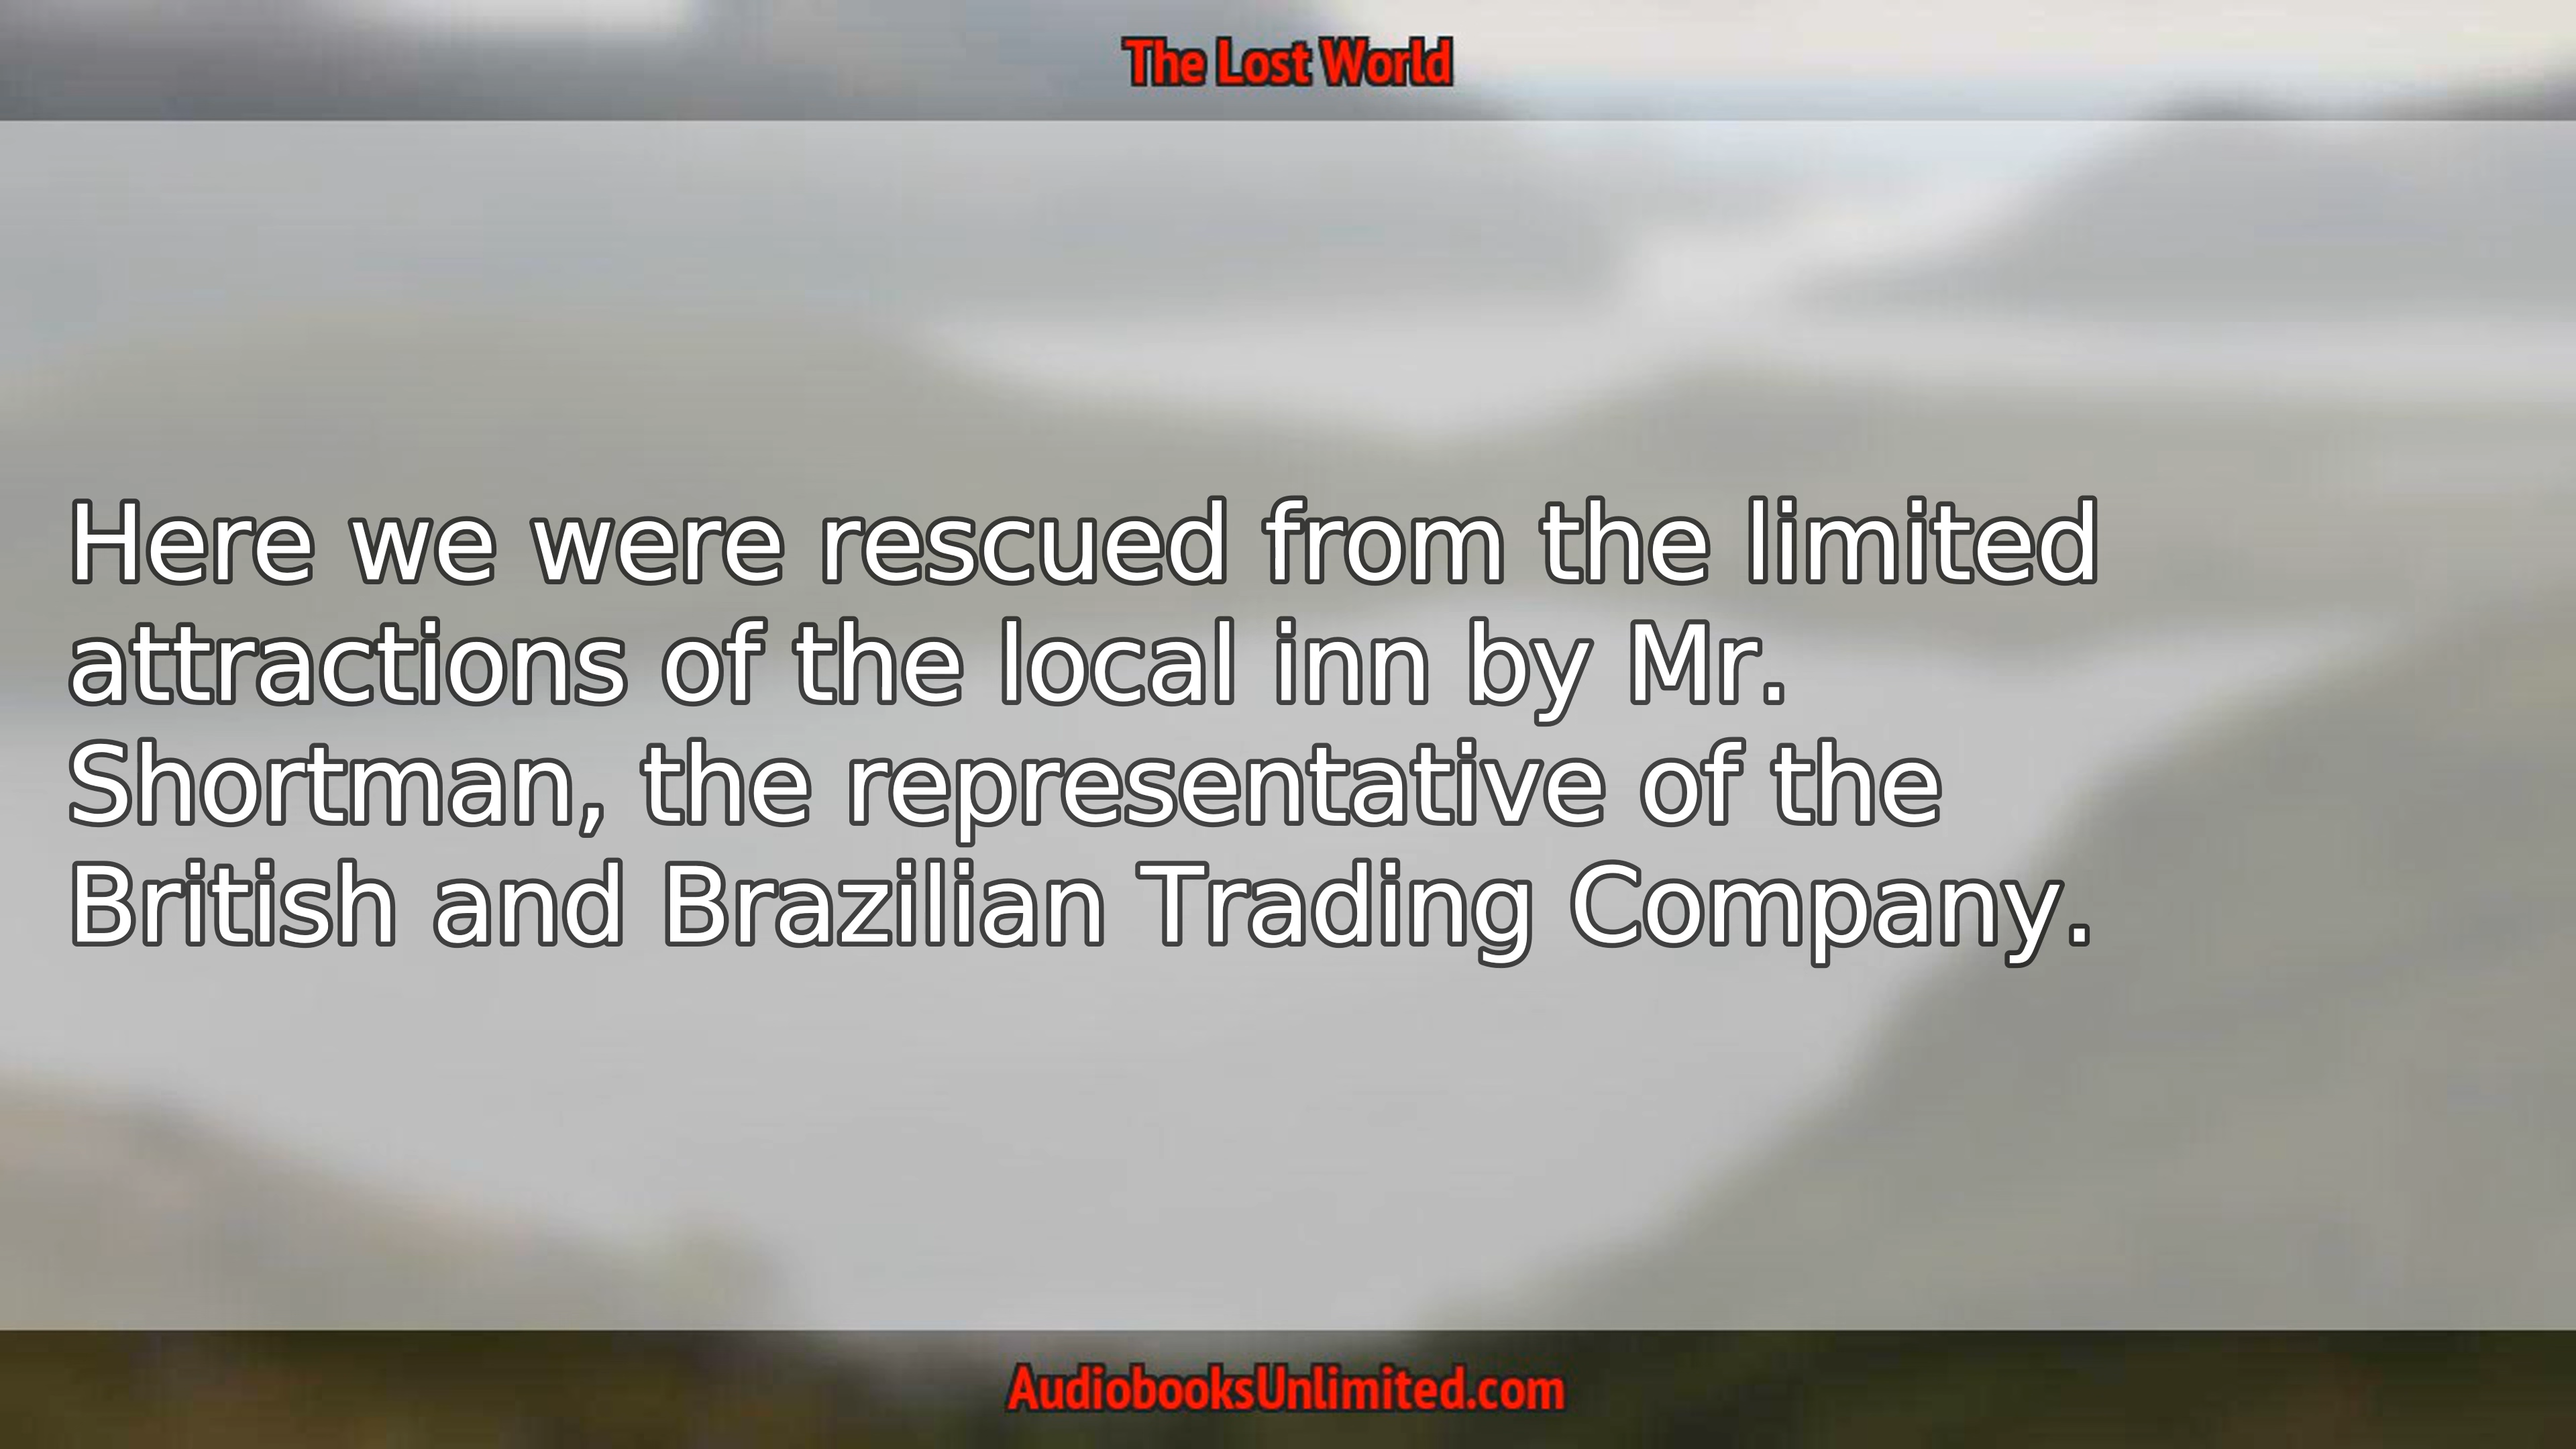 The Lost World
Here we were rescued from the limited
attractions of the local inn by Mr.
Shortman, the representative of the
British and Brazilian Trading Company.
AudiobooksUnlimited.com